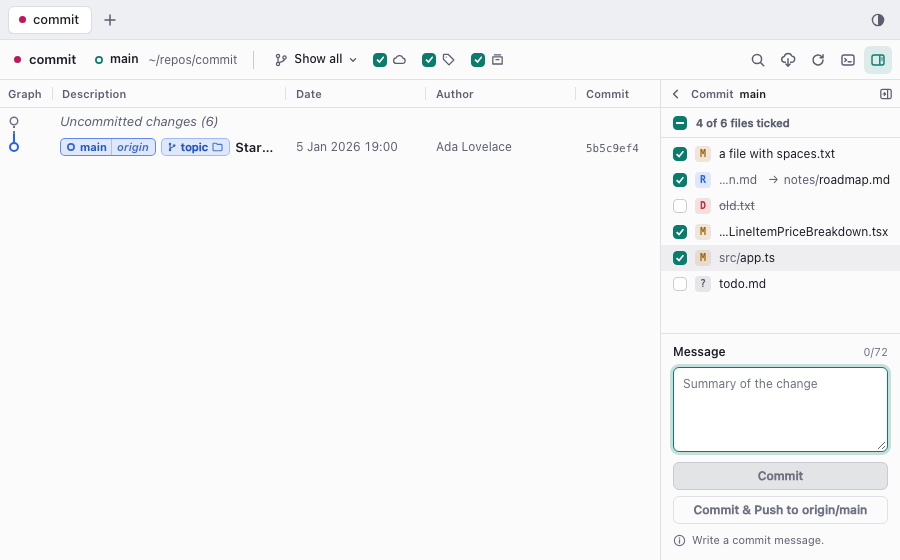 commit
commit main ~/repos/commit Show all
Graph Description Date Author Commit
Uncommitted changes (6)
main origin topic Star... 5 Jan 2026 19:00 Ada Lovelace 5b5c9ef4
Commit main
4 of 6 files ticked
M a file with spaces.txt
R ...n.md → notes/roadmap.md
D old.txt
M ...LineItemPriceBreakdown.tsx
M src/app.ts
? todo.md
Message 0/72
Summary of the change
Commit
Commit & Push to origin/main
Write a commit message.